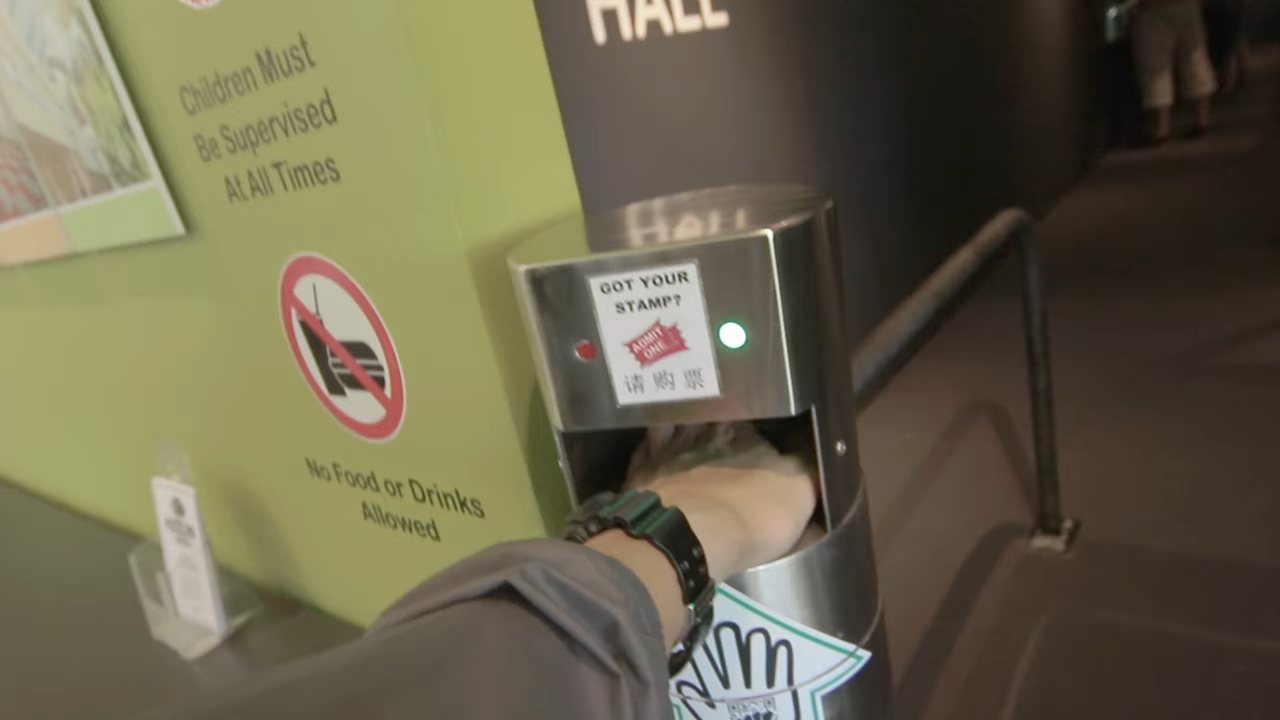 HALL
Children Must
Be Supervised
At All Times
No Food or Drinks
Allowed
HALL
GOT YOUR
STAMP?
ADMIT
ONE
请购票